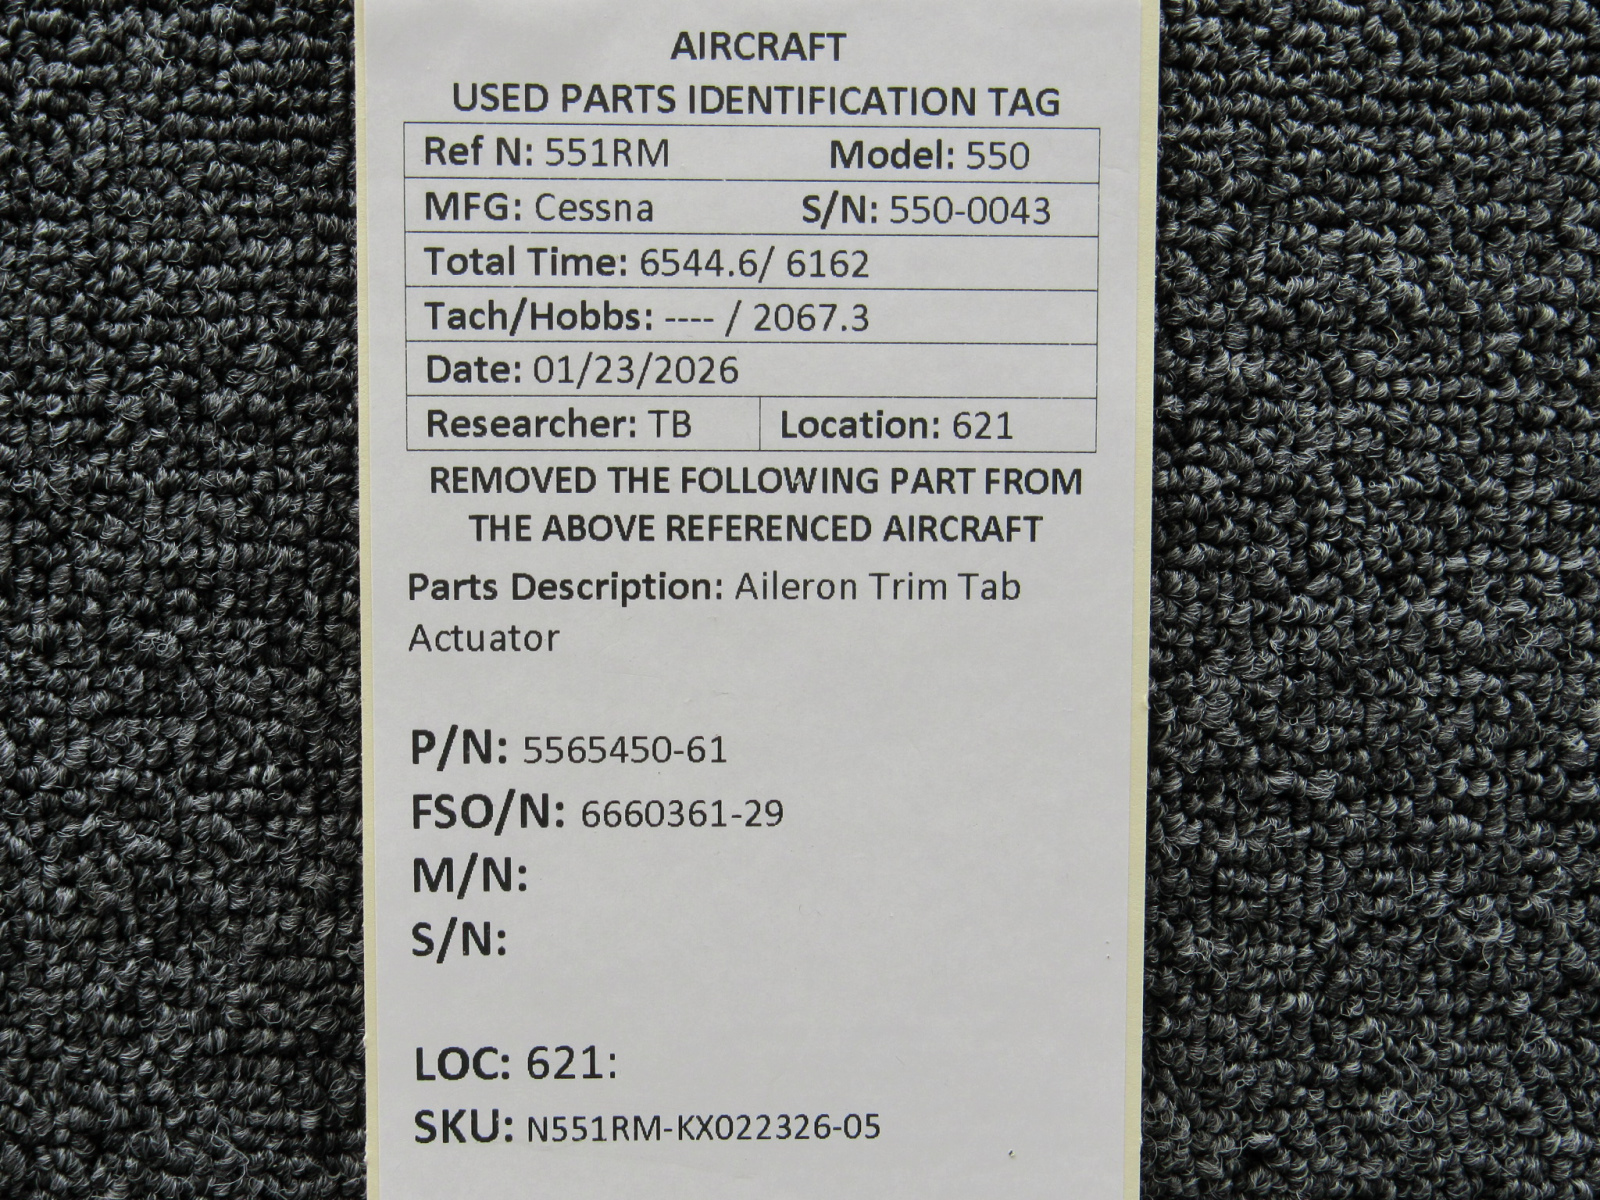 AIRCRAFT
USED PARTS IDENTIFICATION TAG
Ref N: 551RM Model: 550
MFG: Cessna S/N: 550-0043
Total Time: 6544.6/ 6162
Tach/Hobbs: ---- / 2067.3
Date: 01/23/2026
Researcher: TB Location: 621
REMOVED THE FOLLOWING PART FROM
THE ABOVE REFERENCED AIRCRAFT
Parts Description: Aileron Trim Tab
Actuator
P/N: 5565450-61
FSO/N: 6660361-29
M/N:
S/N:
LOC: 621:
SKU: N551RM-KX022326-05